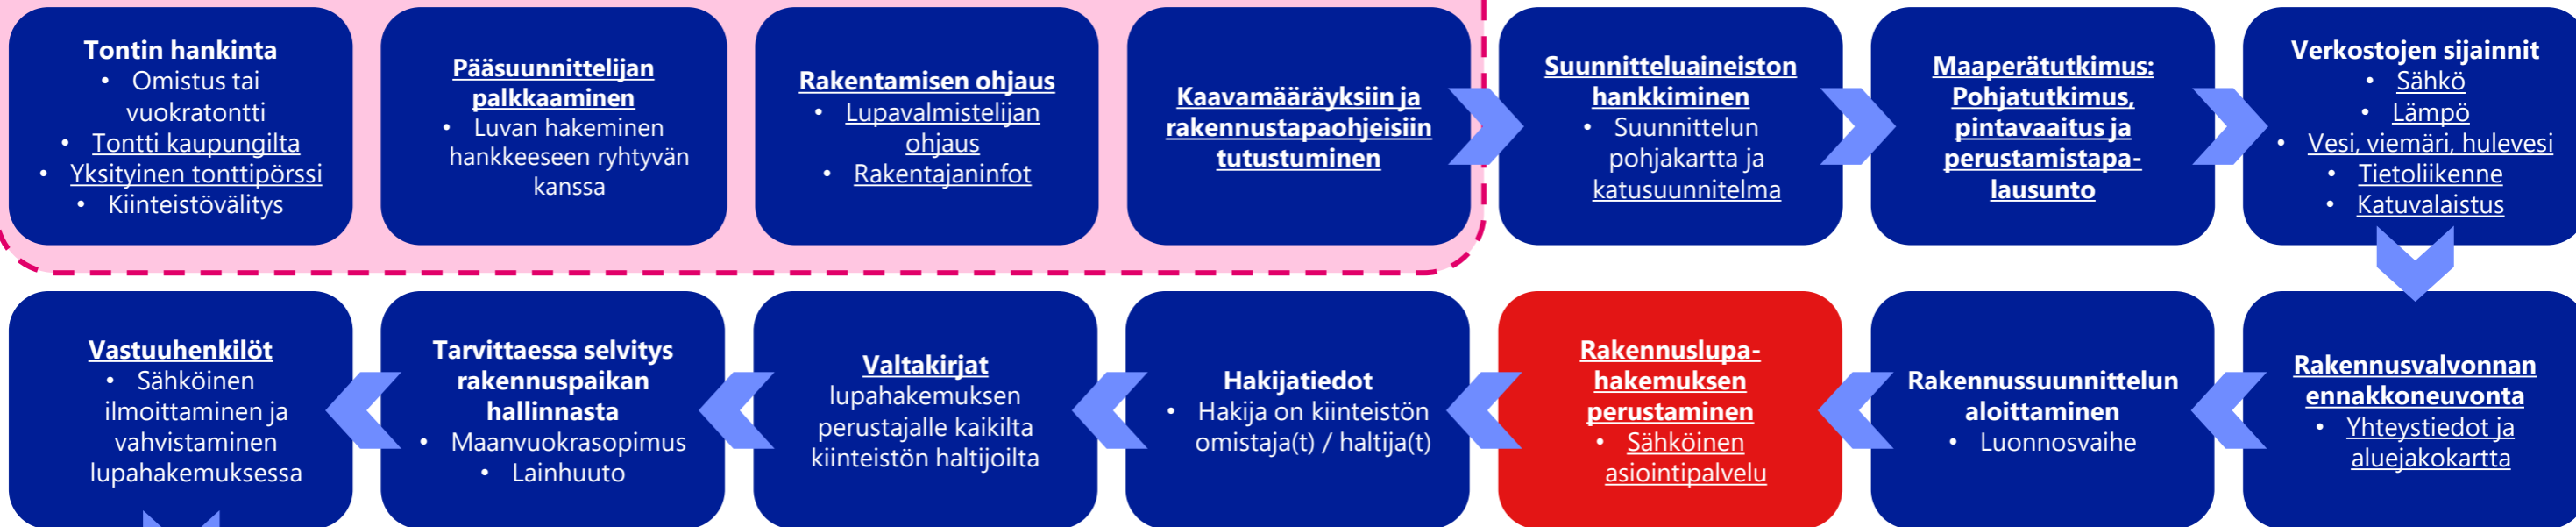 Tontin hankinta
• Omistus tai
vuokratontti
• Tontti kaupungilta
• Yksityinen tonttipörssi
• Kiinteistövälitys
Pääsuunnittelijan
palkkaaminen
• Luvan hakeminen
hankkeeseen ryhtyvän
kanssa
Rakentamisen ohjaus
• Lupavalmistelijan
ohjaus
• Rakentajaninfot
Kaavamääräyksiin ja
rakennustapaohjeisiin
tutustuminen
Suunnitteluaineiston
hankkiminen
• Suunnittelun
pohjakartta ja
katusuunnitelma
Maaperätutkimus:
Pohjatutkimus,
pintavaaitus ja
perustamistapa-
lausunto
Verkostojen sijainnit
• Sähkö
• Lämpö
• Vesi, viemäri, hulevesi
• Tietoliikenne
• Katuvalaistus
Rakennusvalvonnan
ennakkoneuvonta
• Yhteystiedot ja
aluejakokartta
Rakennussuunnittelun
aloittaminen
• Luonnosvaihe
Rakennuslupa-
hakemuksen
perustaminen
• Sähköinen
asiointipalvelu
Hakijatiedot
• Hakija on kiinteistön
omistaja(t) / haltija(t)
Valtakirjat
lupahakemuksen
perustajalle kaikilta
kiinteistön haltijoilta
Tarvittaessa selvitys
rakennuspaikan
hallinnasta
• Maanvuokrasopimus
• Lainhuuto
Vastuuhenkilöt
• Sähköinen
ilmoittaminen ja
vahvistaminen
lupahakemuksessa